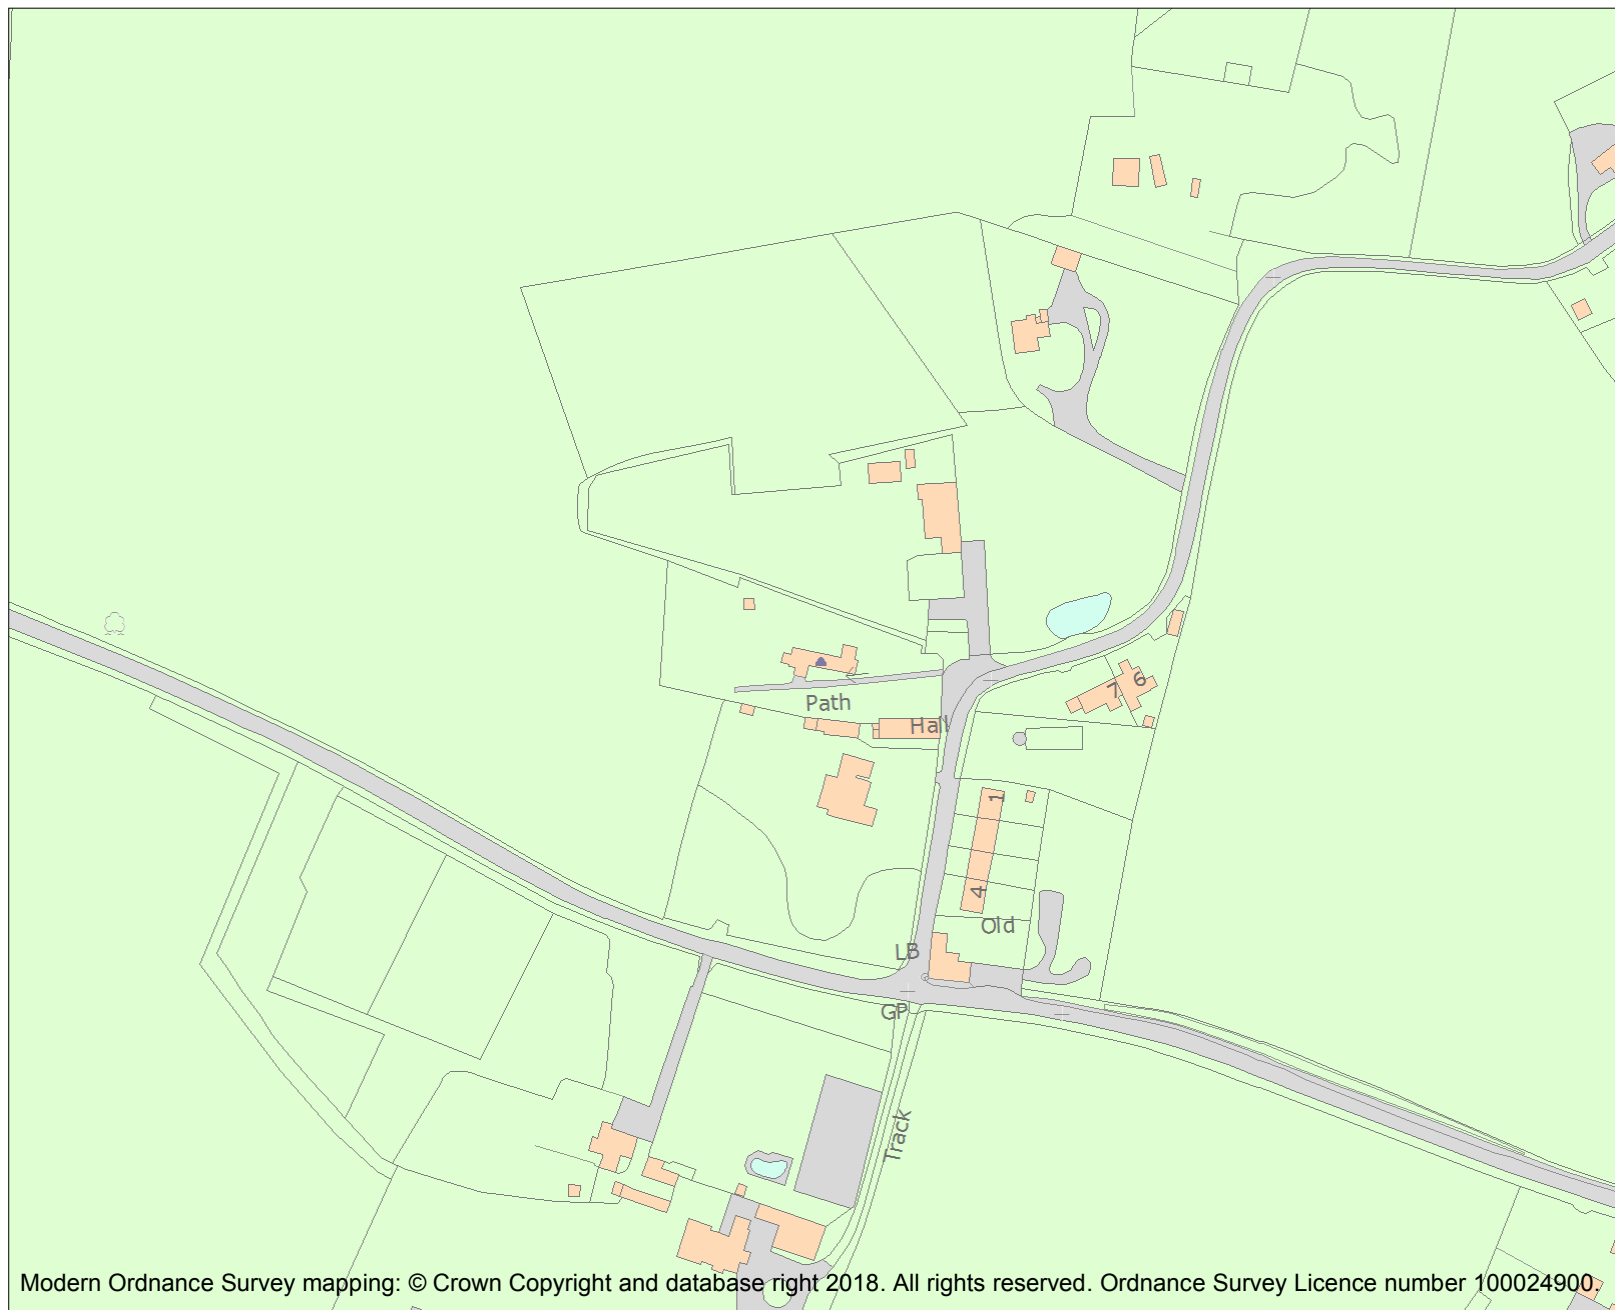 Path
Hall
7
6
1
4
Old
LB
GP
Track
Modern Ordnance Survey mapping: © Crown Copyright and database right 2018. All rights reserved. Ordnance Survey Licence number 100024900.